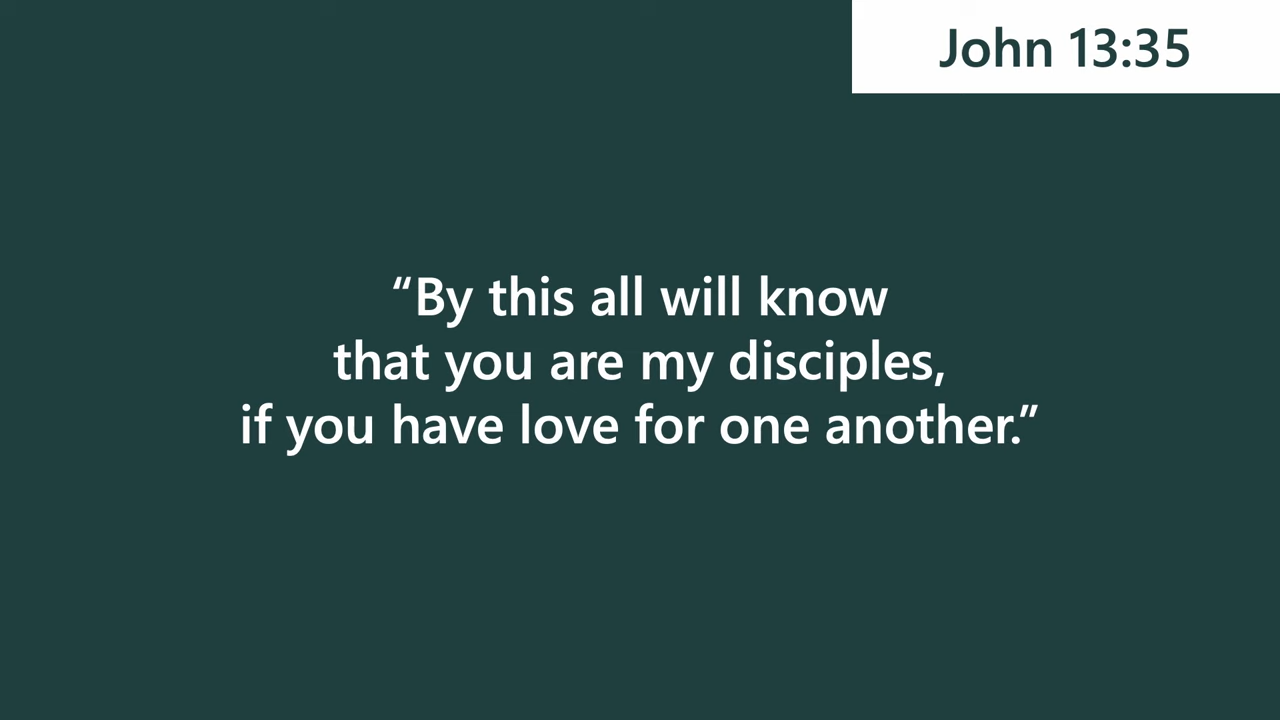 John 13:35
“By this all will know
that you are my disciples,
if you have love for one another.”